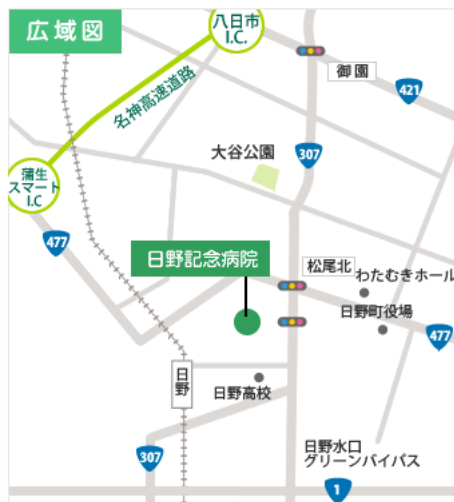 広域図
八日市
I.C.
御園
421
名神高速道路
大谷公園
307
蒲生
スマート
I.C
477
日野記念病院
松尾北
わたむきホール
日野町役場
477
日野
日野高校
307
日野水口
グリーンバイパス
1